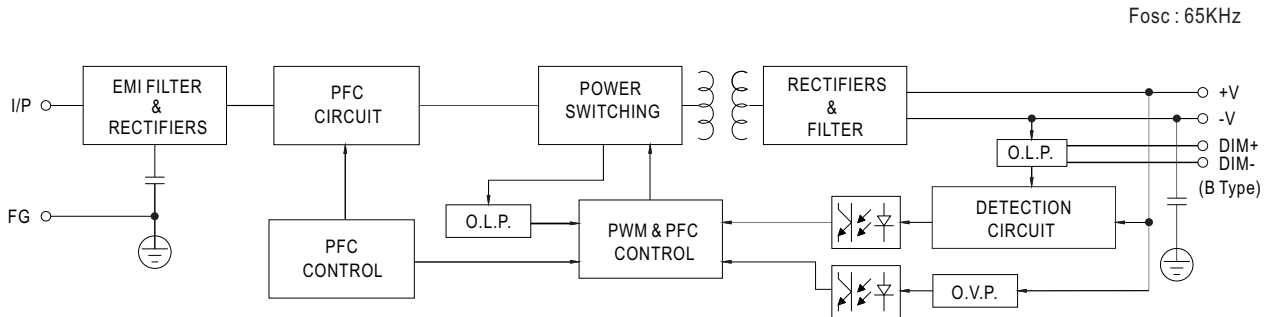 Fosc : 65KHz
I/P
EMI FILTER
&
RECTIFIERS
PFC
CIRCUIT
POWER
SWITCHING
RECTIFIERS
&
FILTER
+V
-V
DIM+
DIM-
(B Type)
O.L.P.
DETECTION
CIRCUIT
FG
O.L.P.
PFC
CONTROL
PWM & PFC
CONTROL
O.V.P.